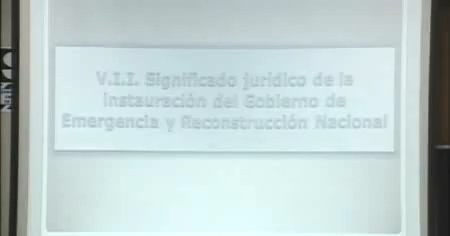 V.I.I. Significado jurídico de la
instauración del Gobierno de
Emergencia y Reconstrucción Nacional